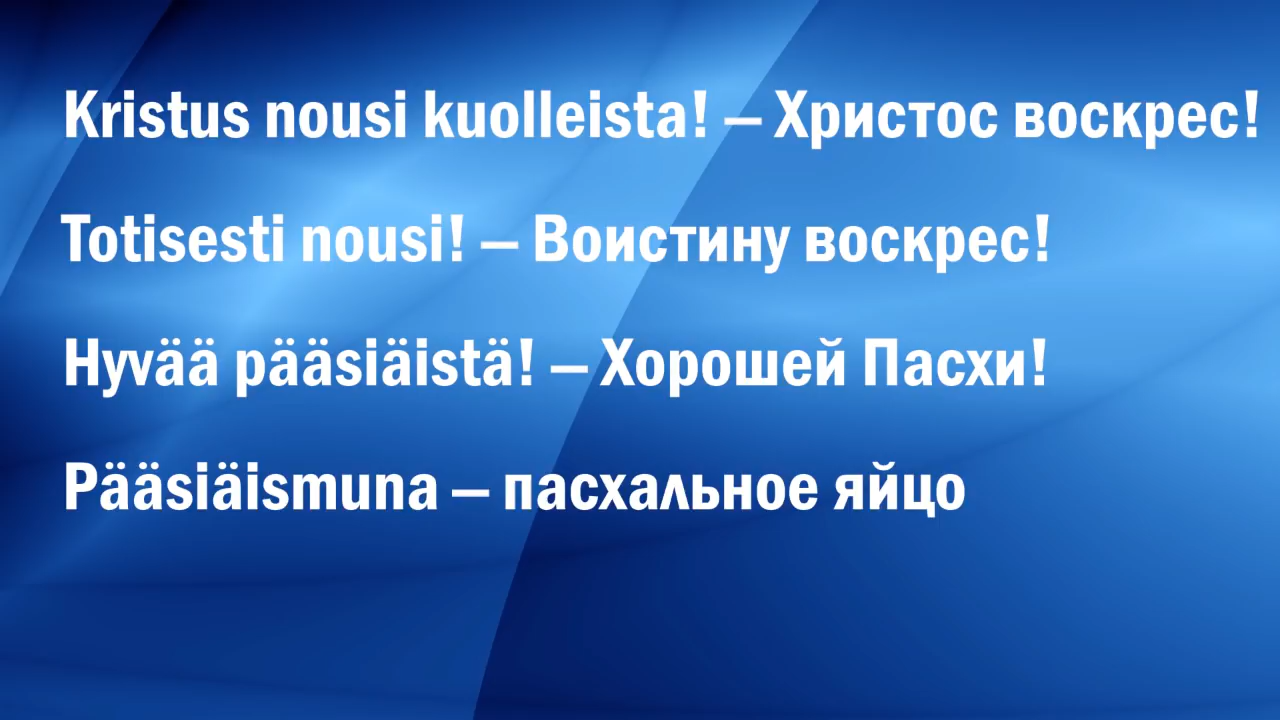 Kristus nousi kuolleista! – Христос воскрес!
Totisesti nousi! – Воистину воскрес!
Hyvää pääsiäistä! – Хорошей Пасхи!
Pääsiäismuna – пасхальное яйцо